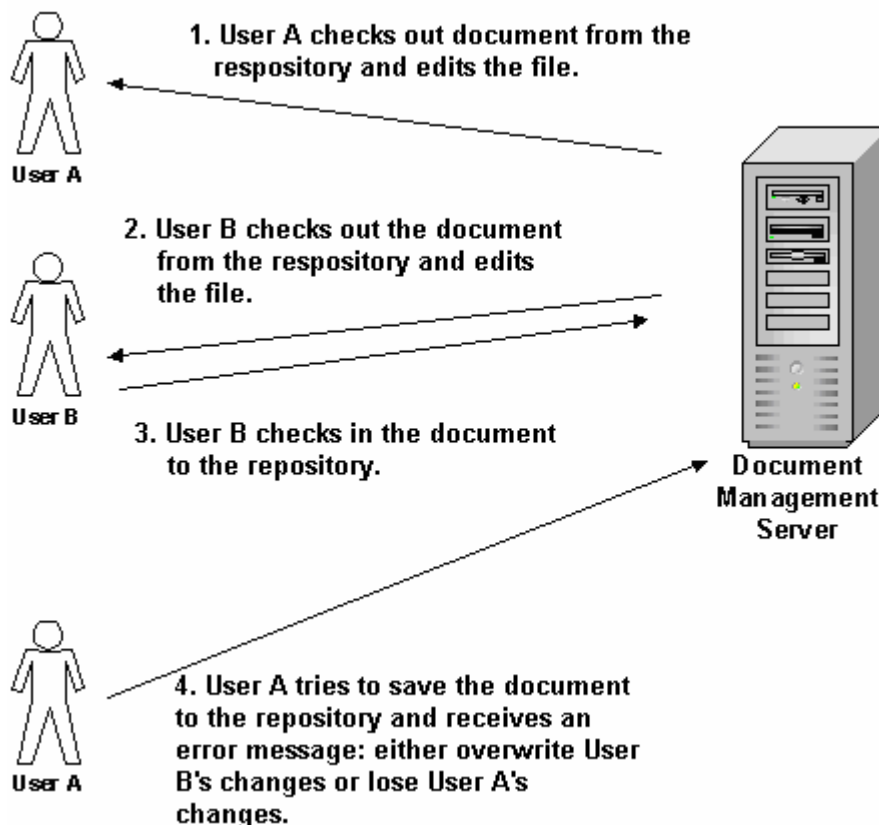 1. User A checks out document from the
respository and edits the file.
User A
2. User B checks out the document
from the respository and edits
the file.
User B
3. User B checks in the document
to the repository.
Document
Management
Server
User A
4. User A tries to save the document
to the repository and receives an
error message: either overwrite User
B's changes or lose User A's
changes.